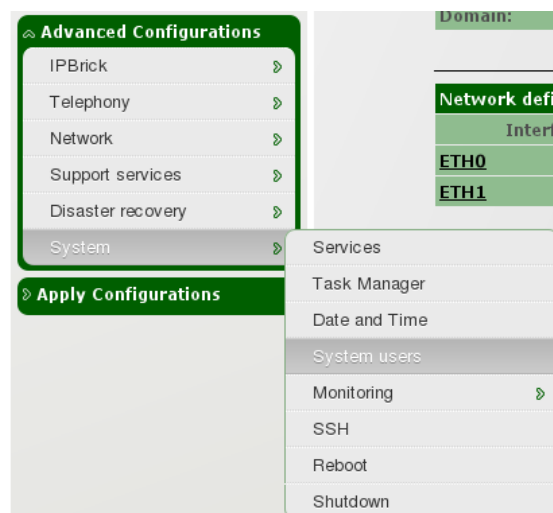 Advanced Configurations
IPBrick
Telephony
Network
Support services
Disaster recovery
System
Apply Configurations
Domain:
Network defi
Interf
ETH0
ETH1
Services
Task Manager
Date and Time
System users
Monitoring
SSH
Reboot
Shutdown